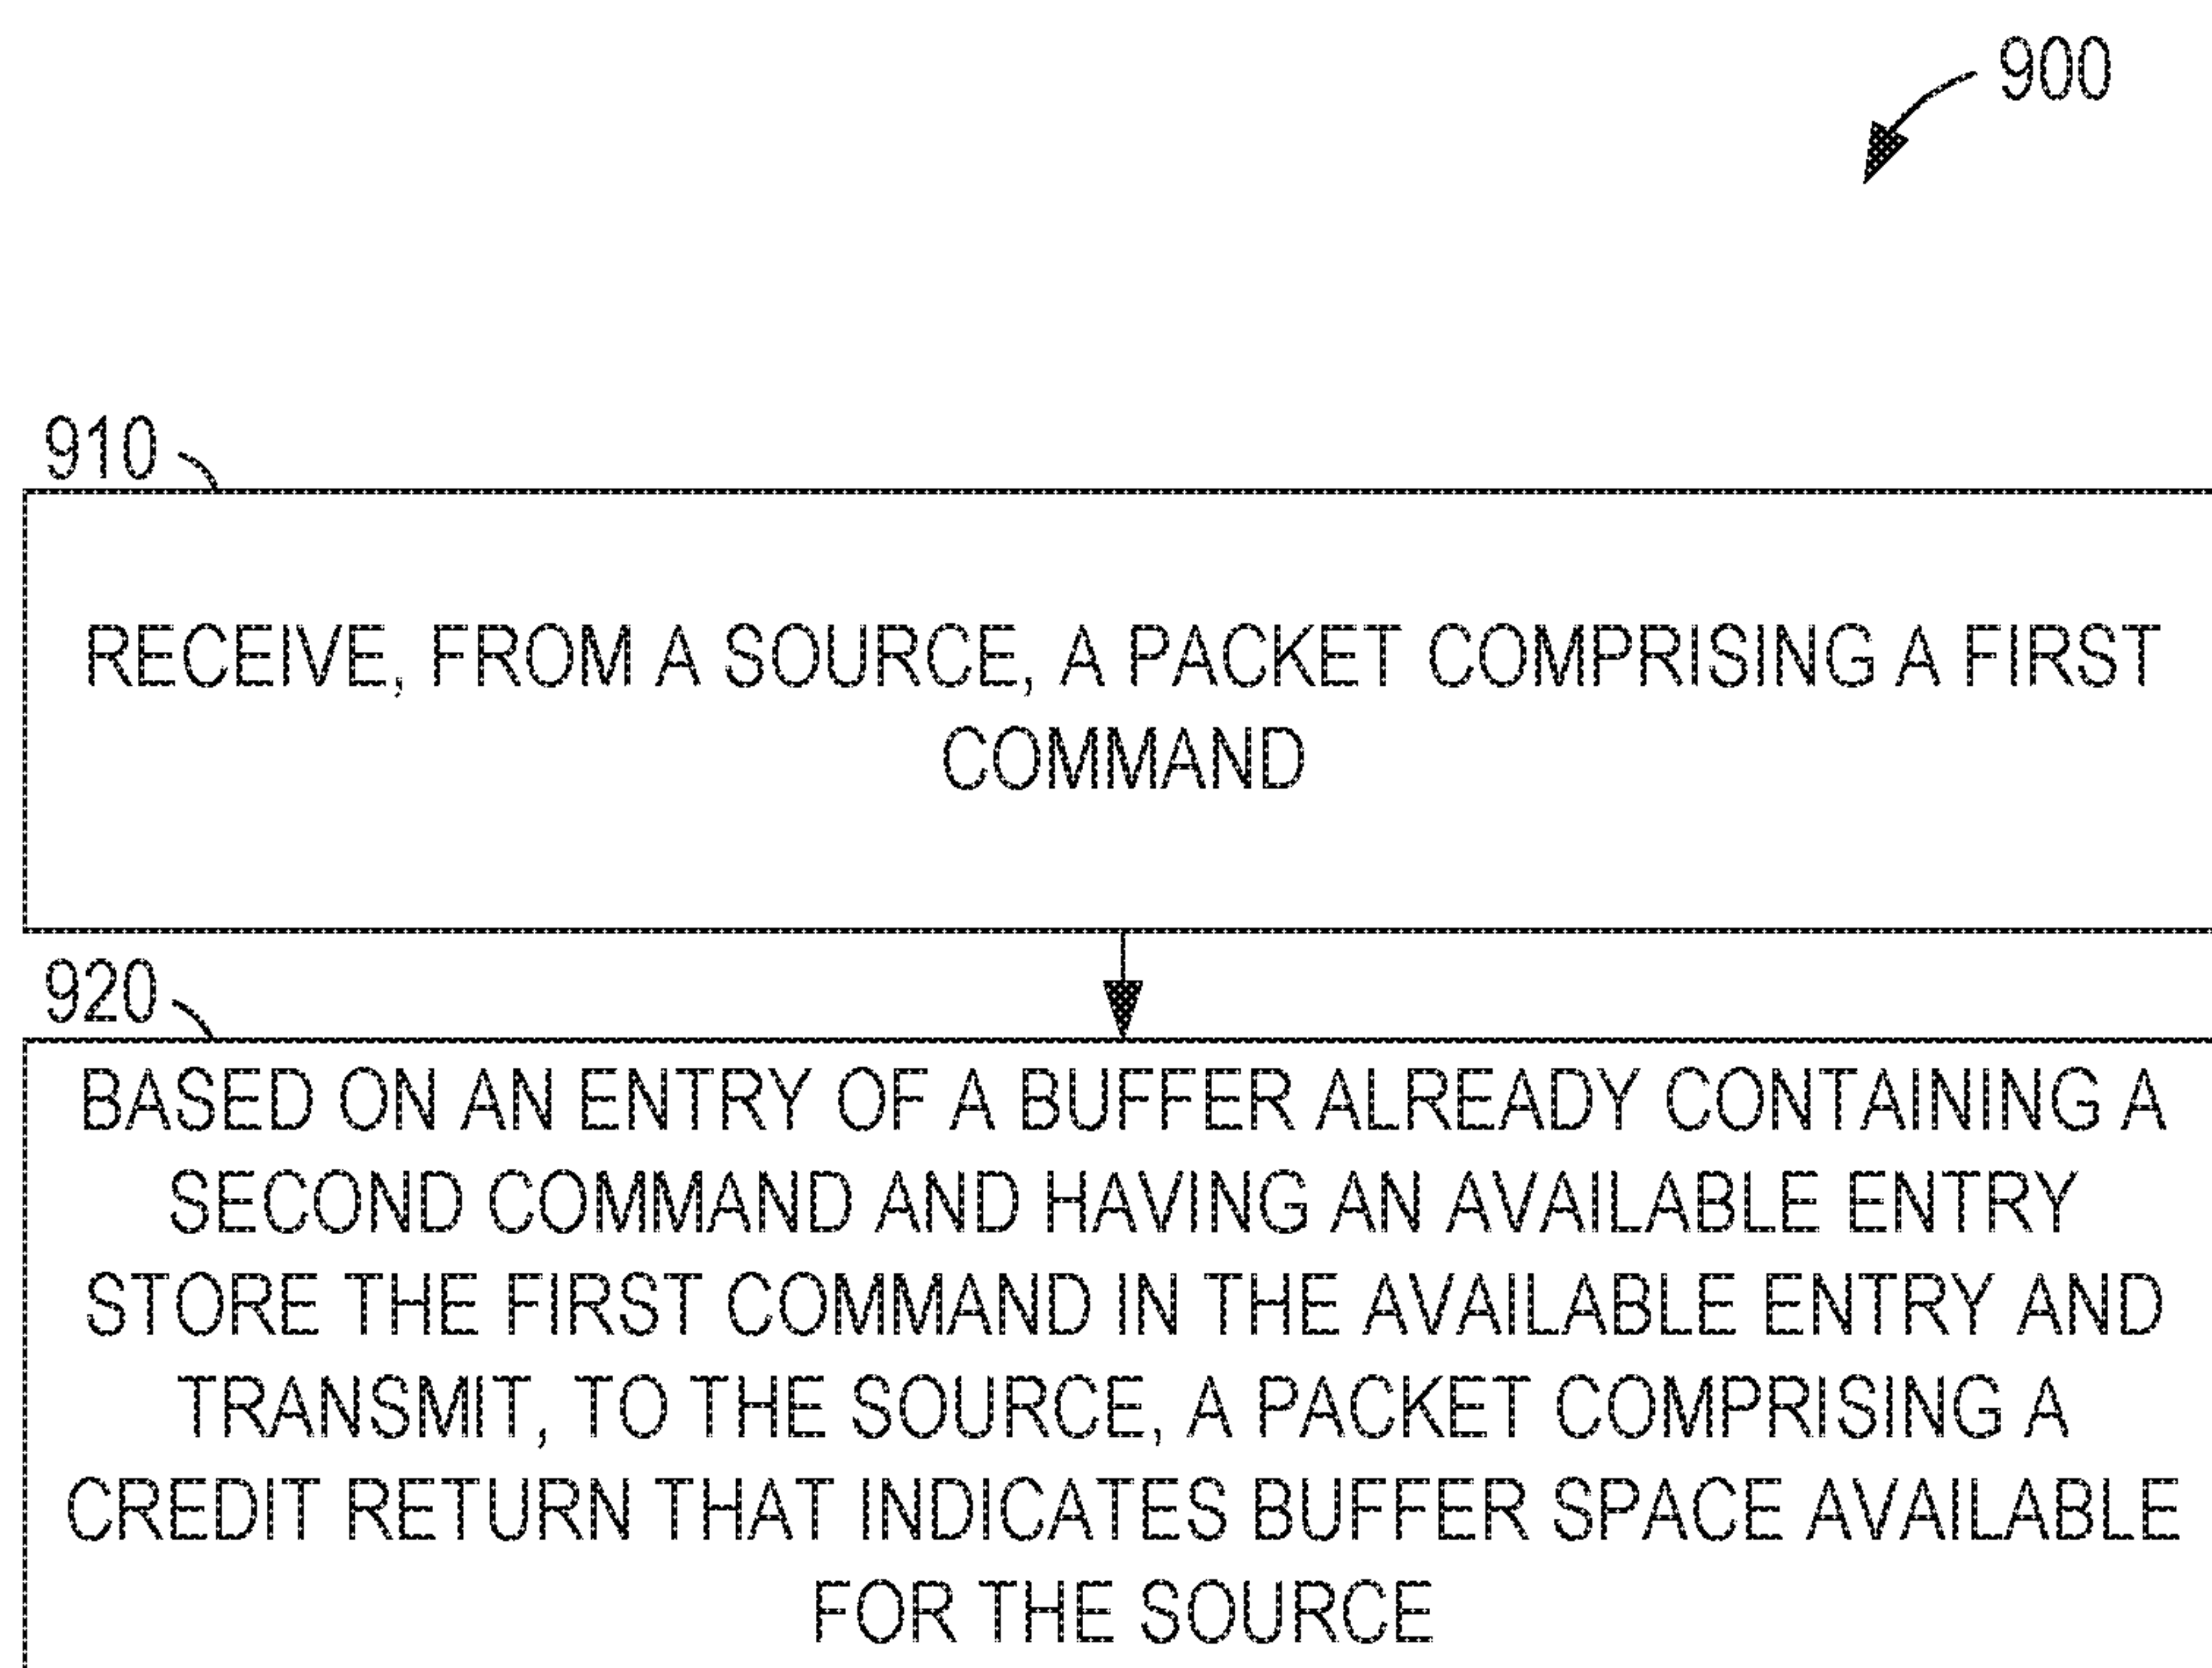 900
910
RECEIVE, FROM A SOURCE, A PACKET COMPRISING A FIRST
COMMAND
920
BASED ON AN ENTRY OF A BUFFER ALREADY CONTAINING A
SECOND COMMAND AND HAVING AN AVAILABLE ENTRY
STORE THE FIRST COMMAND IN THE AVAILABLE ENTRY AND
TRANSMIT, TO THE SOURCE, A PACKET COMPRISING A
CREDIT RETURN THAT INDICATES BUFFER SPACE AVAILABLE
FOR THE SOURCE